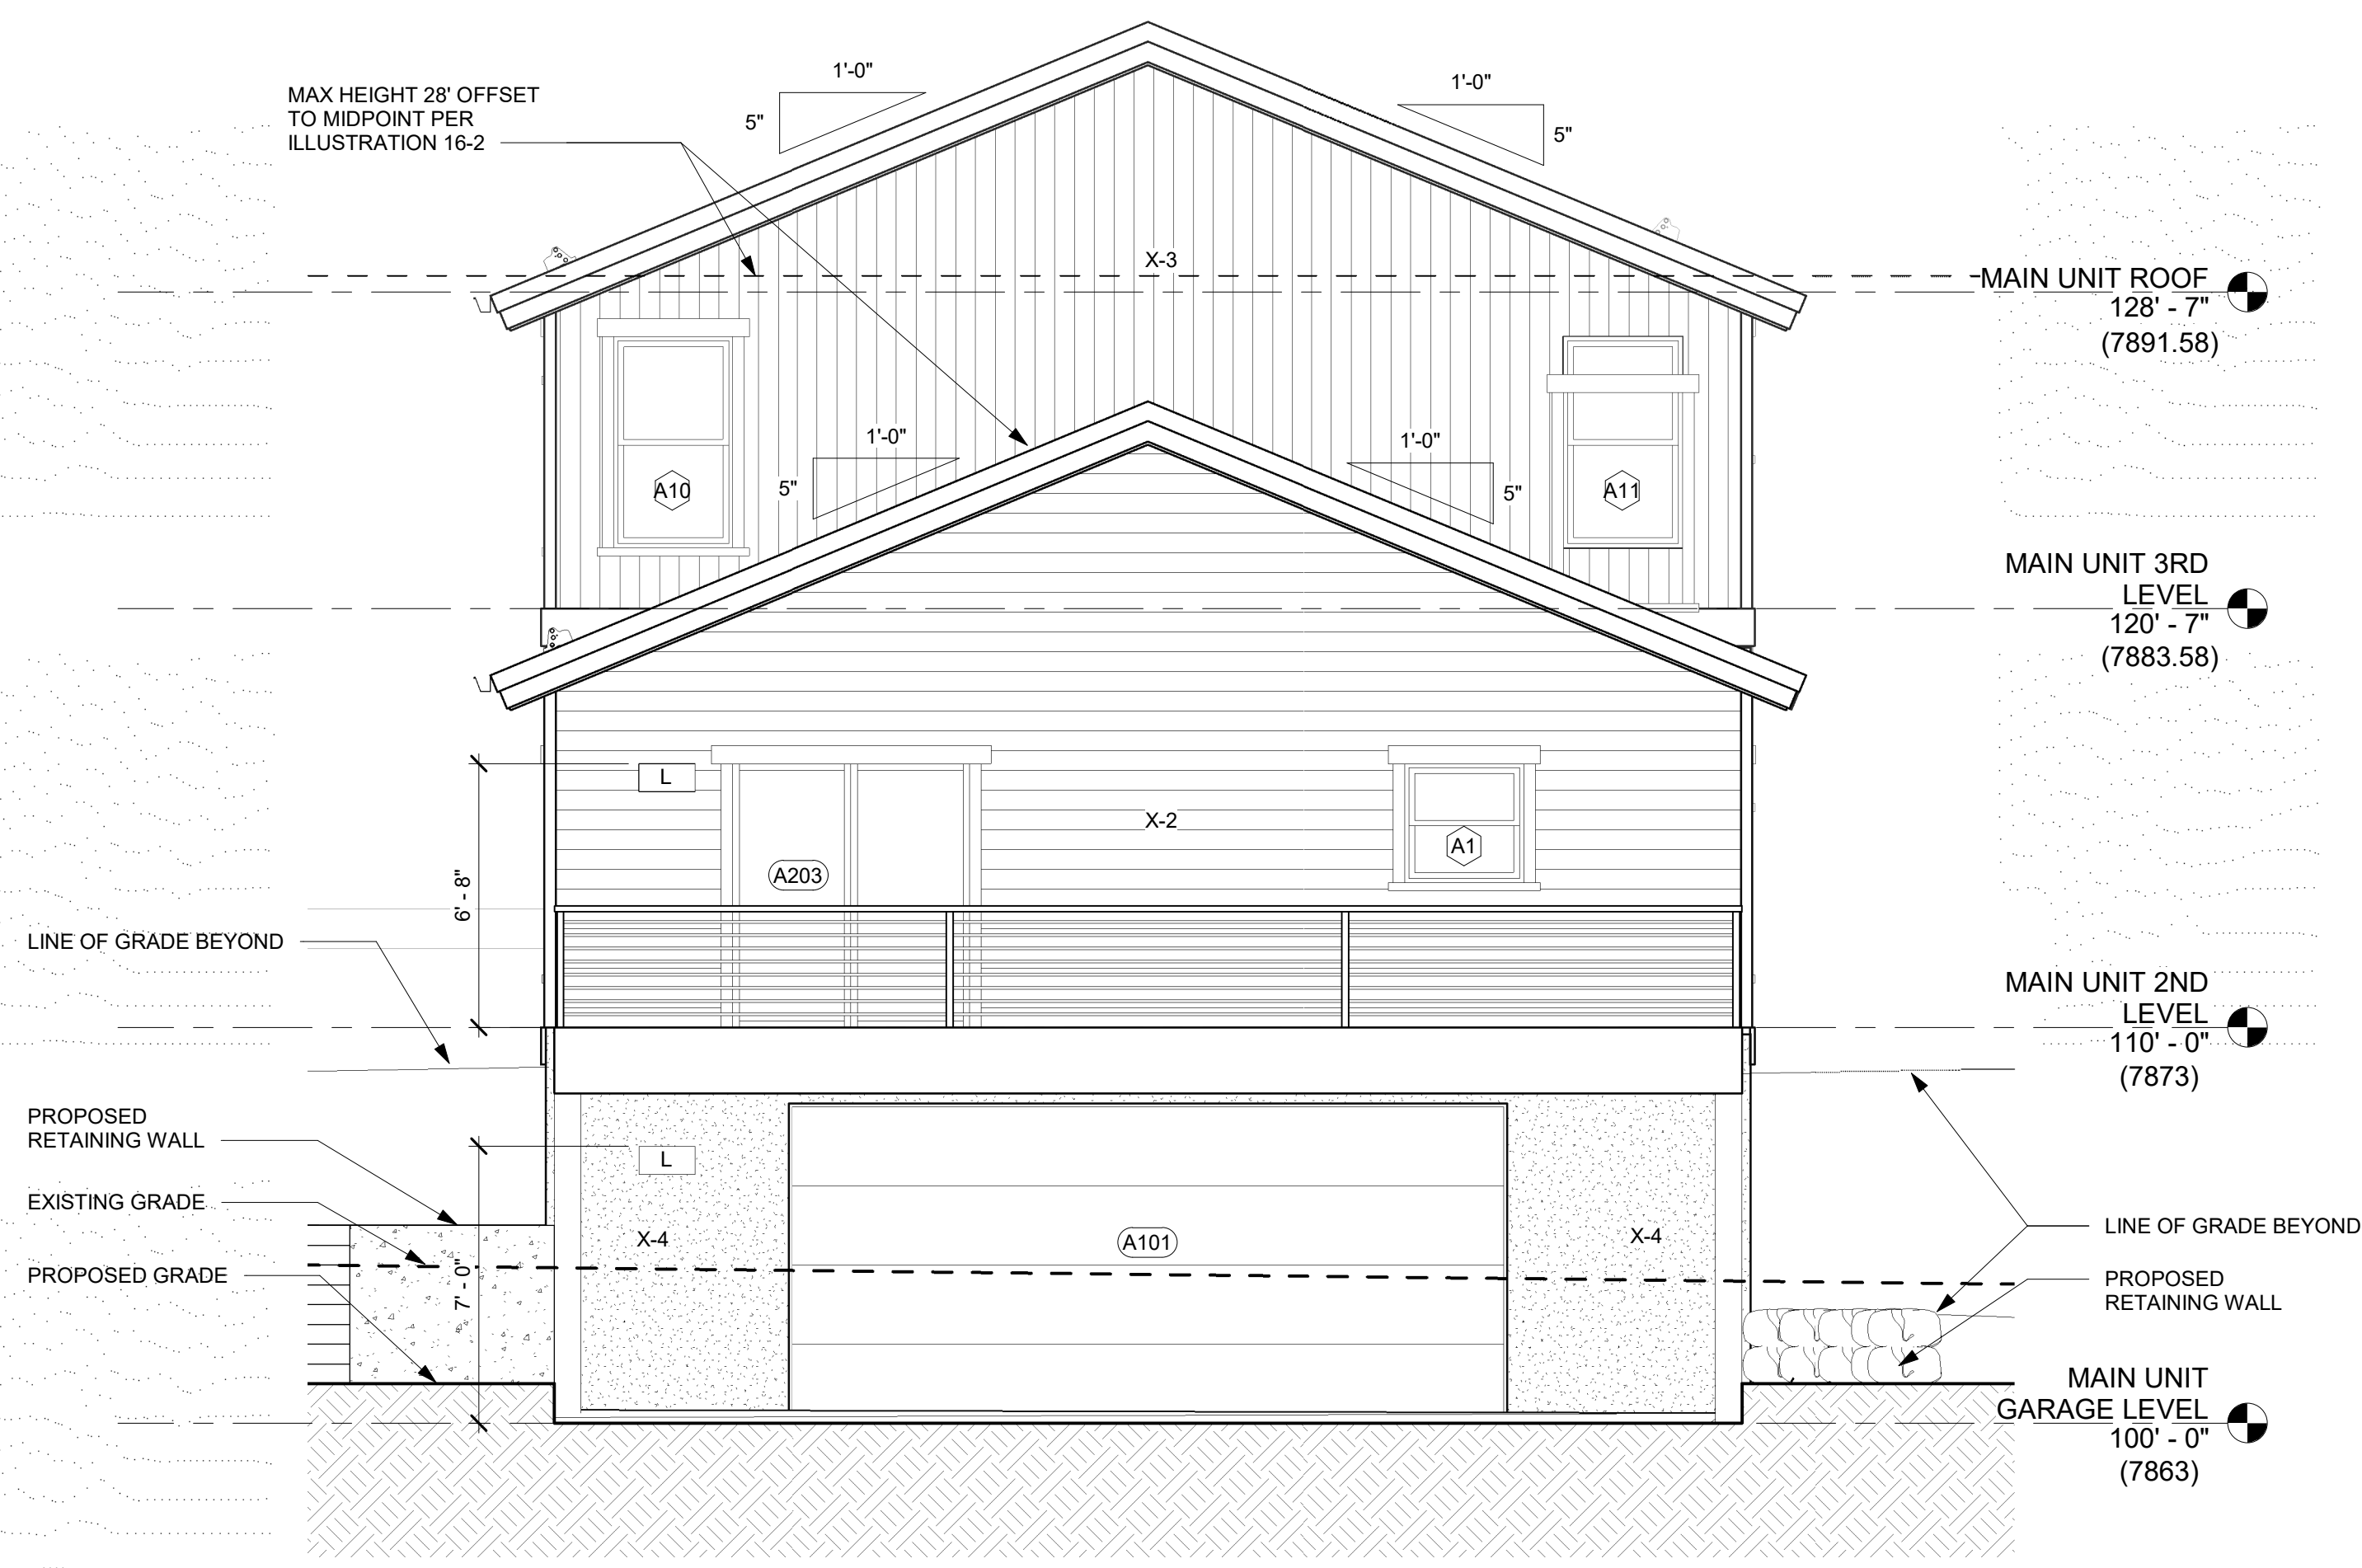 1'-0"
1'-0"
MAX HEIGHT 28' OFFSET
TO MIDPOINT PER
ILLUSTRATION 16-2
5"
5"
X-3
MAIN UNIT ROOF
128' - 7"
(7891.58)
1'-0"
1'-0"
5"
5"
A10
A11
MAIN UNIT 3RD
LEVEL
120' - 7"
(7883.58)
L
X-2
A1
A203
6' - 8"
LINE OF GRADE BEYOND
MAIN UNIT 2ND
LEVEL
110' - 0"
(7873)
PROPOSED
RETAINING WALL
L
EXISTING GRADE
X-4
A101
X-4
LINE OF GRADE BEYOND
PROPOSED GRADE
7' - 0"
PROPOSED
RETAINING WALL
MAIN UNIT
GARAGE LEVEL
100' - 0"
(7863)